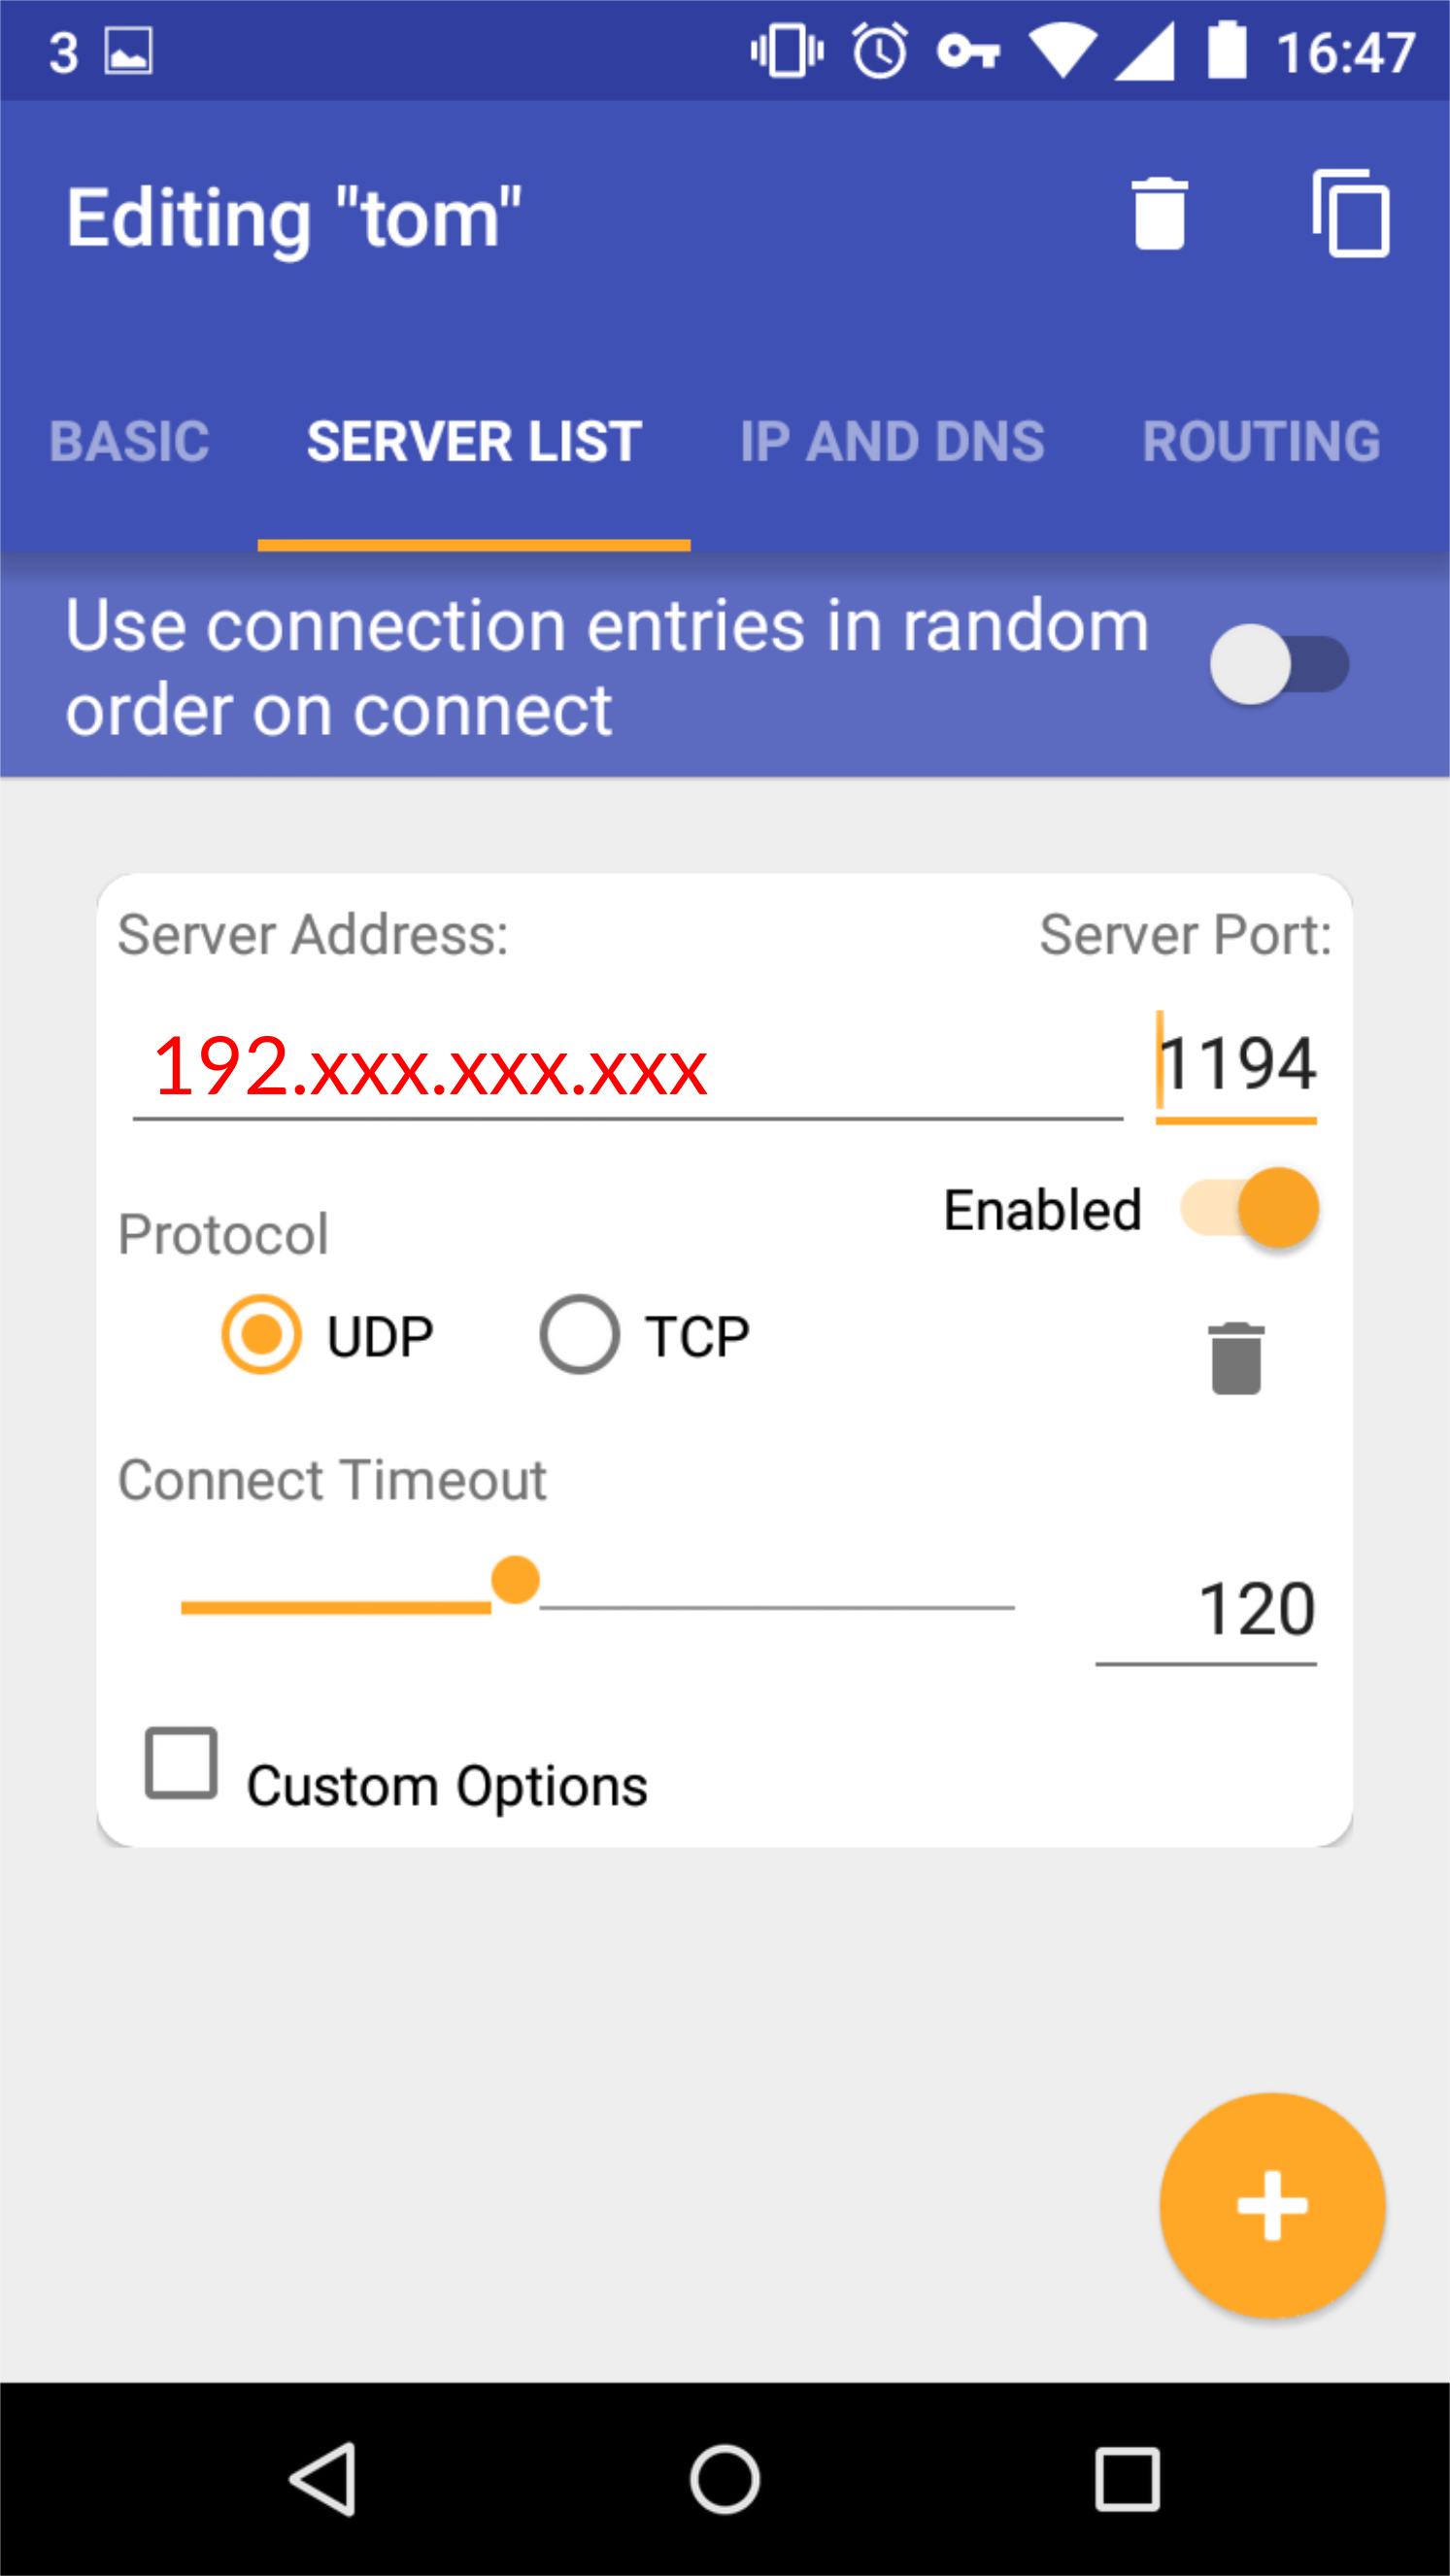 3 16:47
Editing "tom"
BASIC SERVER LIST IP AND DNS ROUTING
Use connection entries in random
order on connect
Server Address: Server Port:
192.xxx.xxx.xxx 1194
Enabled
Protocol
UDP TCP
Connect Timeout
120
Custom Options